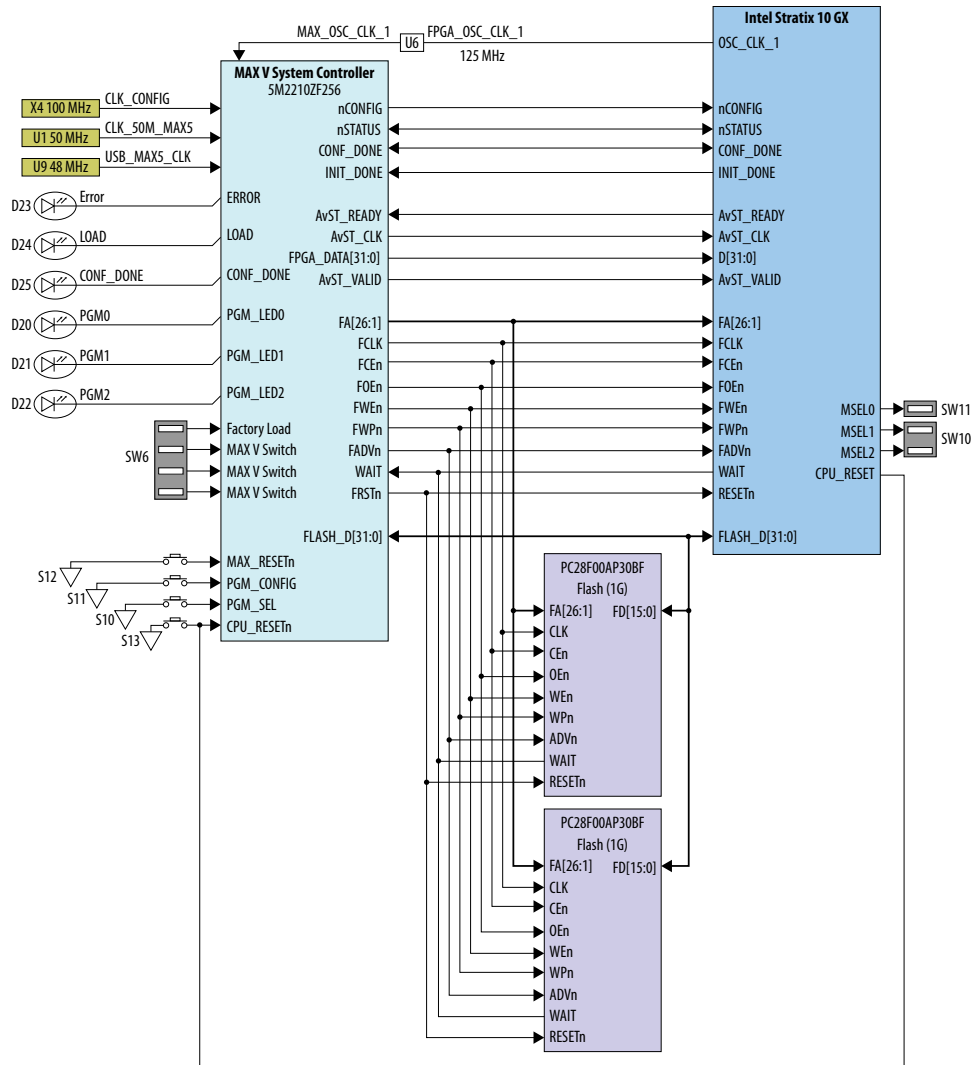 Intel Stratix 10 GX
MAX_OSC_CLK_1
U6
FPGA_OSC_CLK_1
125 MHz
OSC_CLK_1
MAX V System Controller
5M2210ZF256
X4 100 MHz
CLK_CONFIG
U1 50 MHz
CLK_50M_MAX5
U9 48 MHz
USB_MAX5_CLK
nCONFIG
nSTATUS
CONF_DONE
INIT_DONE
nCONFIG
nSTATUS
CONF_DONE
INIT_DONE
D23
Error
ERROR
D24
LOAD
LOAD
D25
CONF_DONE
CONF_DONE
D20
PGM0
PGM_LED0
D21
PGM1
PGM_LED1
D22
PGM2
PGM_LED2
AvST_READY
AvST_CLK
FPGA_DATA[31:0]
AvST_VALID
AvST_READY
AvST_CLK
D[31:0]
AvST_VALID
FA[26:1]
FCLK
FCEn
FOEn
FWEn
FWPn
FADVn
WAIT
FRSTn
FLASH_D[31:0]
FA[26:1]
FCLK
FCEn
FOEn
FWEn
FWPn
FADVn
WAIT
RESETn
FLASH_D[31:0]
MSEL0
MSEL1
MSEL2
CPU_RESET
SW11
SW10
SW6
Factory Load
MAX V Switch
MAX V Switch
MAX V Switch
S12
MAX_RESETn
S11
PGM_CONFIG
S10
PGM_SEL
S13
CPU_RESETn
PC28F00AP30BF
Flash (1G)
FA[26:1]
FD[15:0]
CLK
CEn
OEn
WEn
WPn
ADVn
WAIT
RESETn
PC28F00AP30BF
Flash (1G)
FA[26:1]
FD[15:0]
CLK
CEn
OEn
WEn
WPn
ADVn
WAIT
RESETn